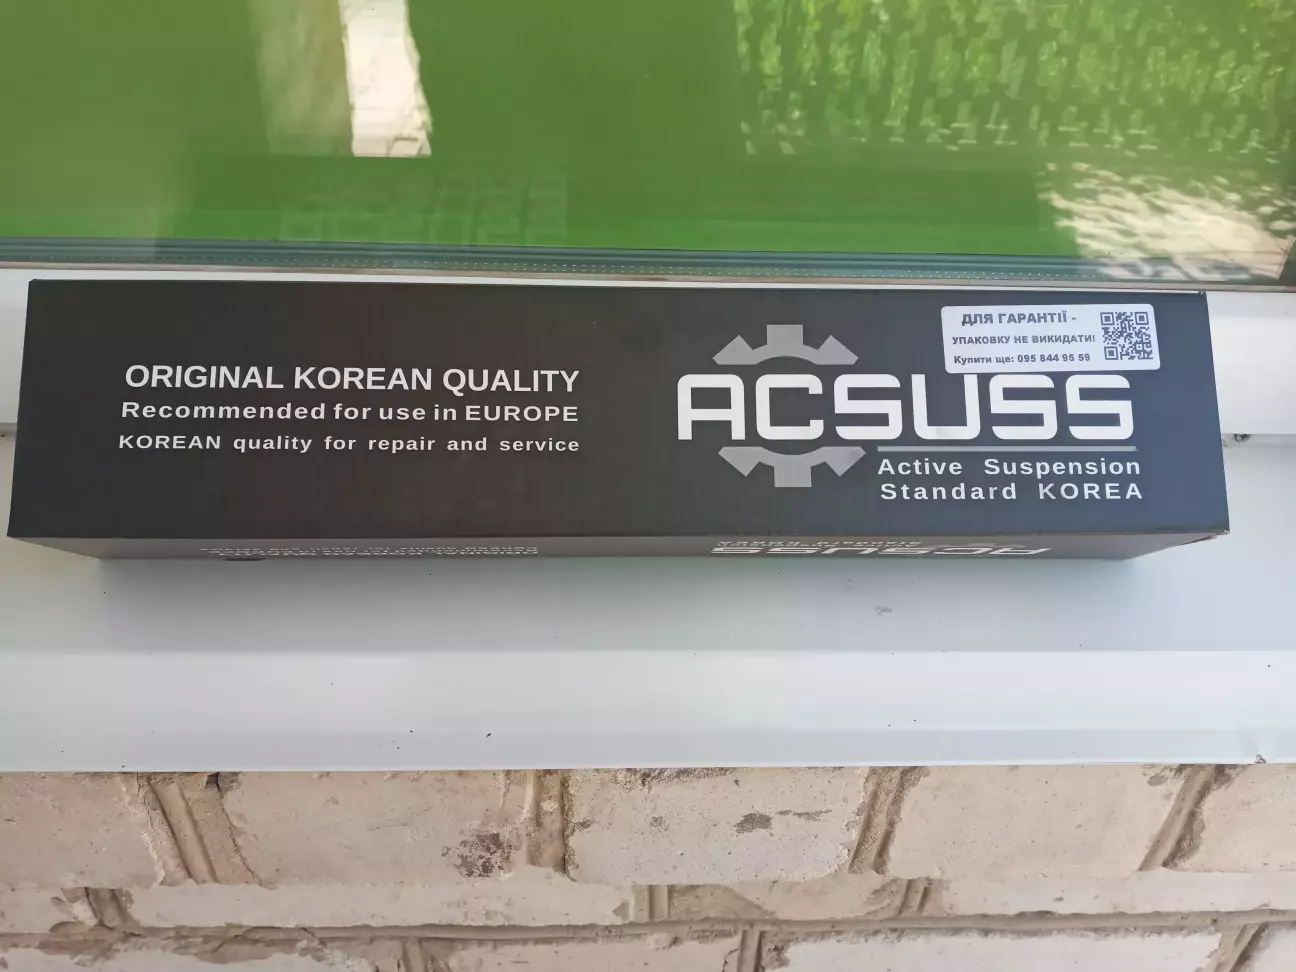 ORIGINAL KOREAN QUALITY
Recommended for use in EUROPE
KOREAN quality for repair and service
ДЛЯ ГАРАНТІЇ -
УПАКОВКУ НЕ ВИКИДАТИ!
Купити ще: 095 844 95 59
ACSUSS
Active Suspension
Standard KOREA
ACSUSS